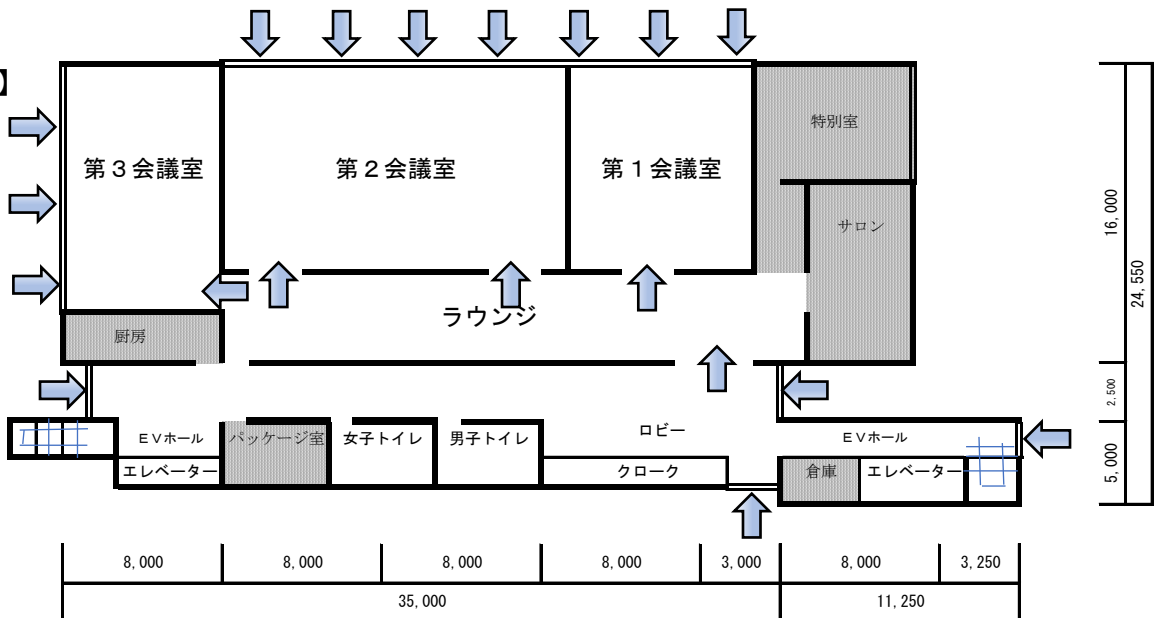 】
特別室
第３会議室
第２会議室
第１会議室
サロン
ラウンジ
厨房
ＥＶホール
パッケージ室
女子トイレ
男子トイレ
ロビー
ＥＶホール
エレベーター
クローク
倉庫
エレベーター
16,000
24,550
2,500
5,000
8,000
8,000
8,000
8,000
3,000
8,000
3,250
35,000
11,250